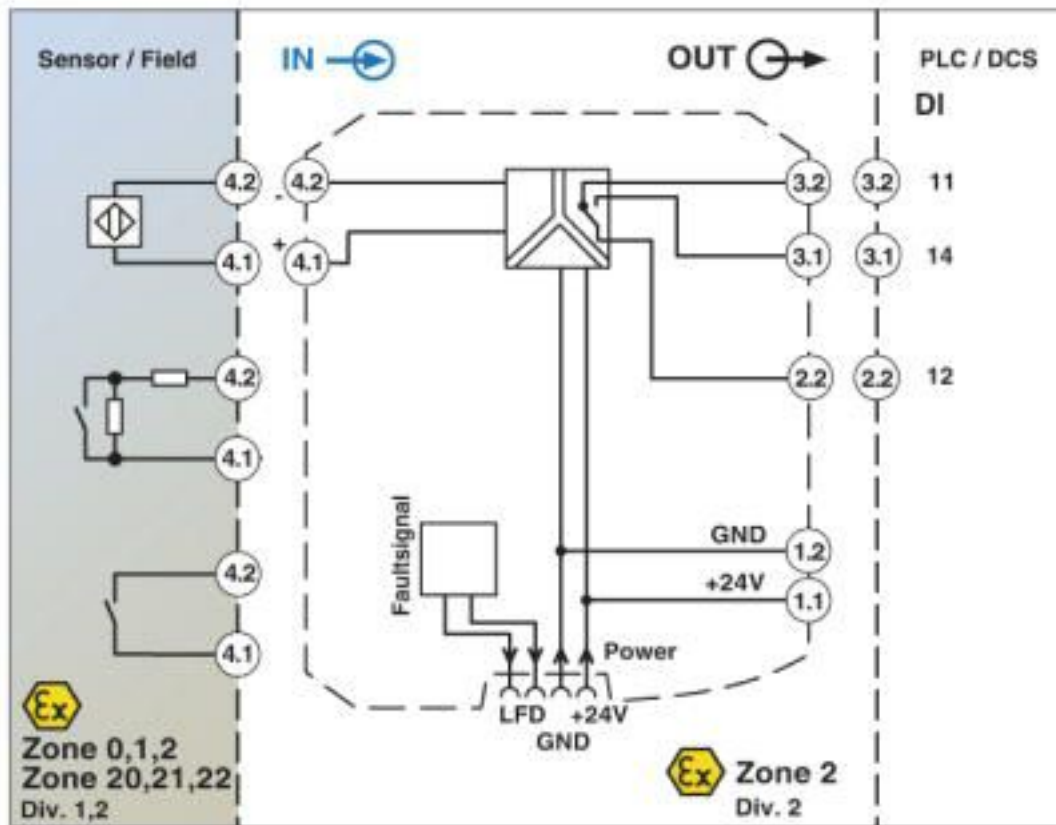 Sensor / Field
IN
OUT
PLC / DCS
DI
4.2
-
4.2
3.2
3.2
11
4.1
+
4.1
3.1
3.1
14
4.2
2.2
2.2
12
4.1
Faultsignal
GND
1.2
4.2
+24V
1.1
4.1
Power
LFD
+24V
GND
Ex
Zone 0,1,2
Zone 20,21,22
Div. 1,2
Ex
Zone 2
Div. 2